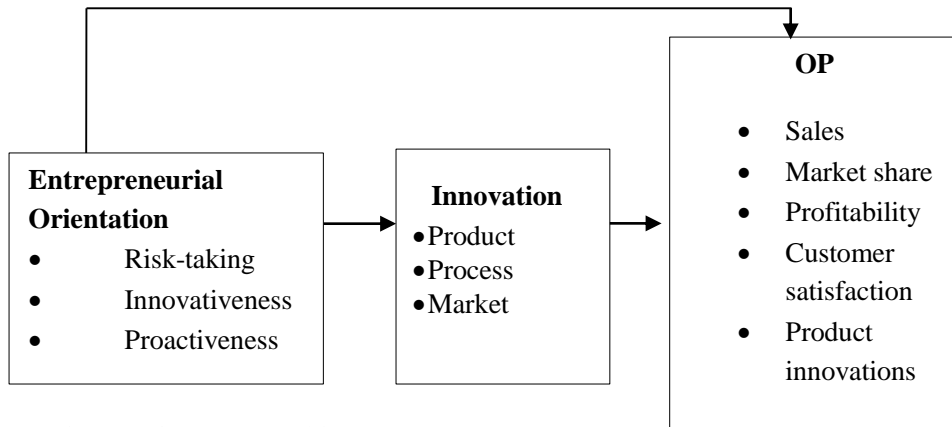 Entrepreneurial
Orientation
• Risk-taking
• Innovativeness
• Proactiveness
Innovation
•Product
•Process
•Market
OP
• Sales
• Market share
• Profitability
• Customer
satisfaction
• Product
innovations